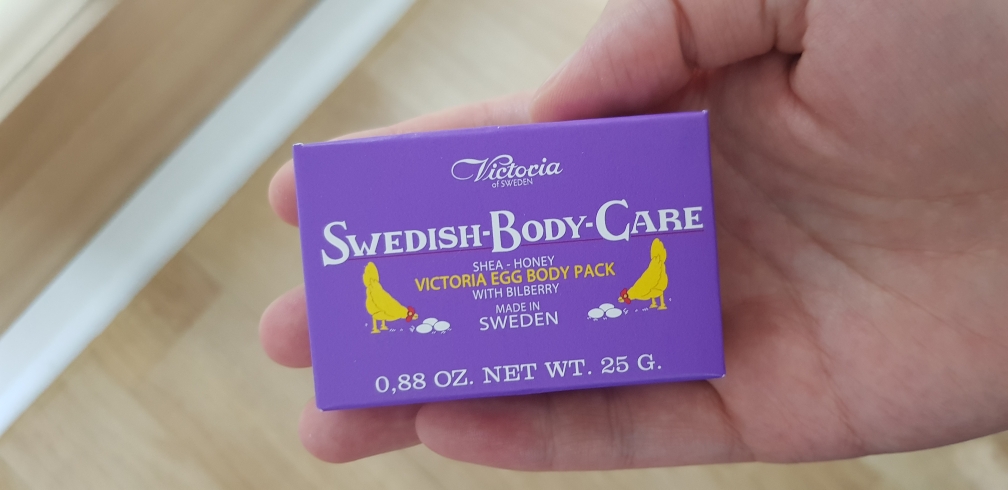 Victoria
of SWEDEN
SWEDISH-BODY-CARE
SHEA - HONEY
VICTORIA EGG BODY PACK
WITH BILBERRY
MADE IN
SWEDEN
0,88 OZ. NET WT. 25 G.